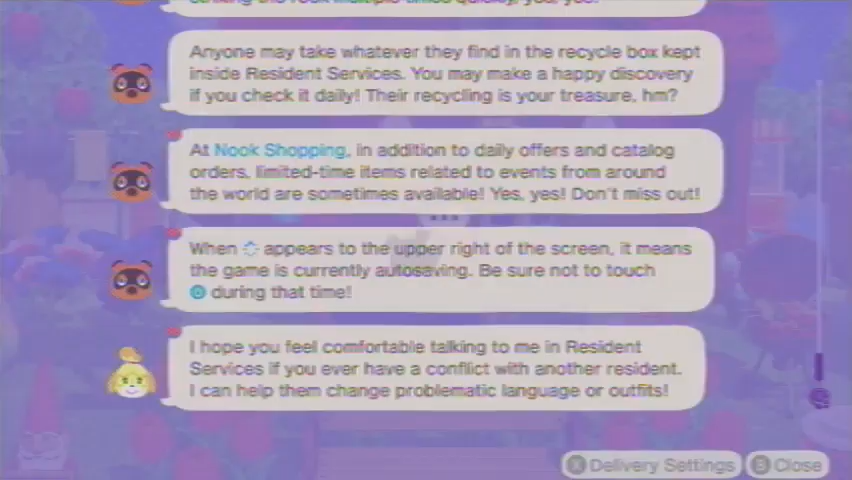 Anyone may take whatever they find in the recycle box kept
inside Resident Services. You may make a happy discovery
if you check it daily! Their recycling is your treasure, hm?
At Nook Shopping, in addition to daily offers and catalog
orders, limited-time items related to events from around
the world are sometimes available! Yes, yes! Don't miss out!
When appears to the upper right of the screen, it means
the game is currently autosaving. Be sure not to touch
during that time!
I hope you feel comfortable talking to me in Resident
Services if you ever have a conflict with another resident.
I can help them change problematic language or outfits!
X Delivery Settings B Close